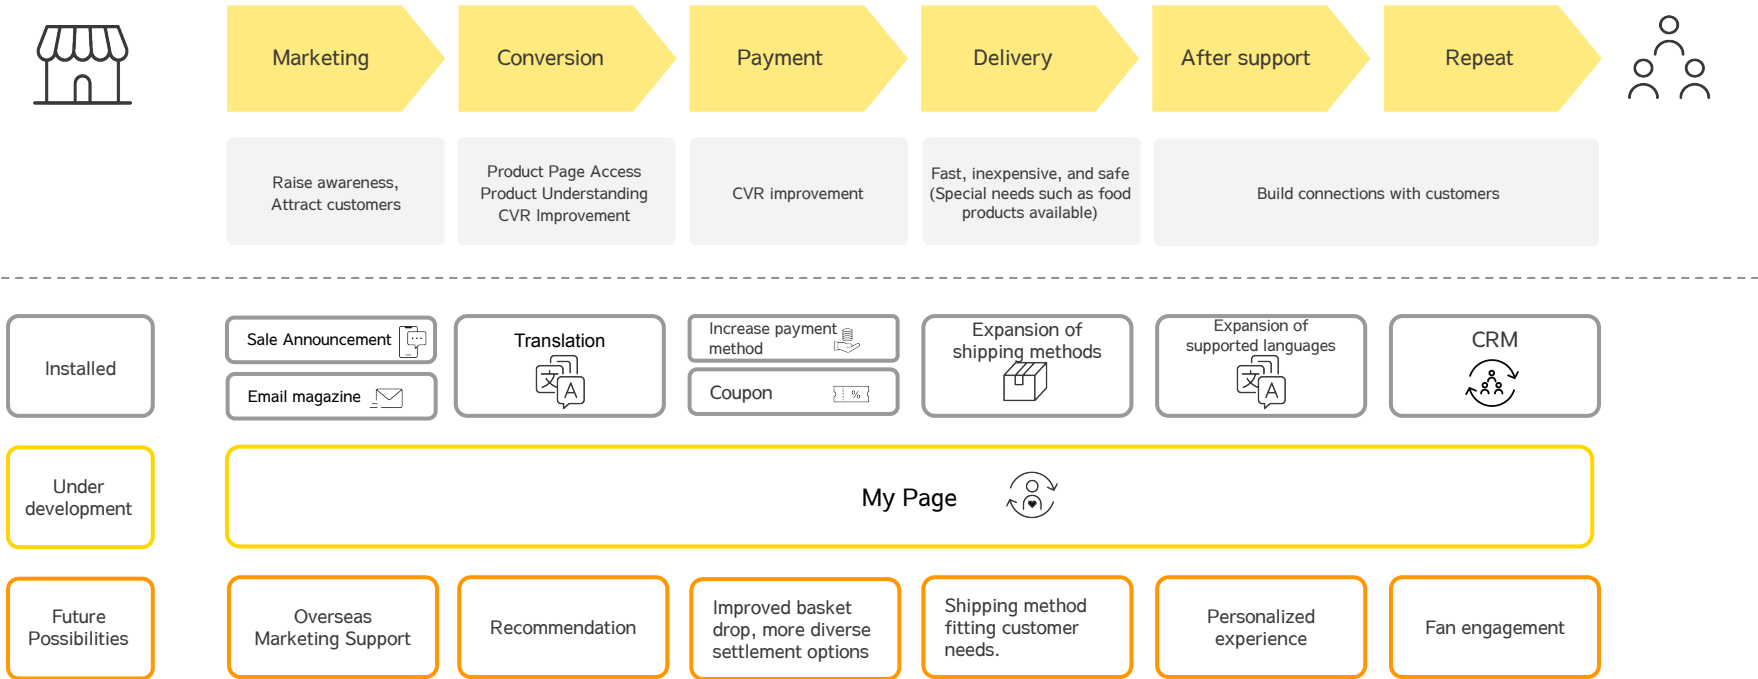 Marketing
Conversion
Payment
Delivery
After support
Repeat
Raise awareness,
Attract customers
Product Page Access
Product Understanding
CVR Improvement
CVR improvement
Fast, inexpensive, and safe
(Special needs such as food
products available)
Build connections with customers
Installed
Sale Announcement
Email magazine
Translation
文 A
Increase payment
method
Coupon
%
Expansion of
shipping methods
Expansion of
supported languages
文 A
CRM
Under
development
My Page
Future
Possibilities
Overseas
Marketing Support
Recommendation
Improved basket
drop, more diverse
settlement options
Shipping method
fitting customer
needs.
Personalized
experience
Fan engagement